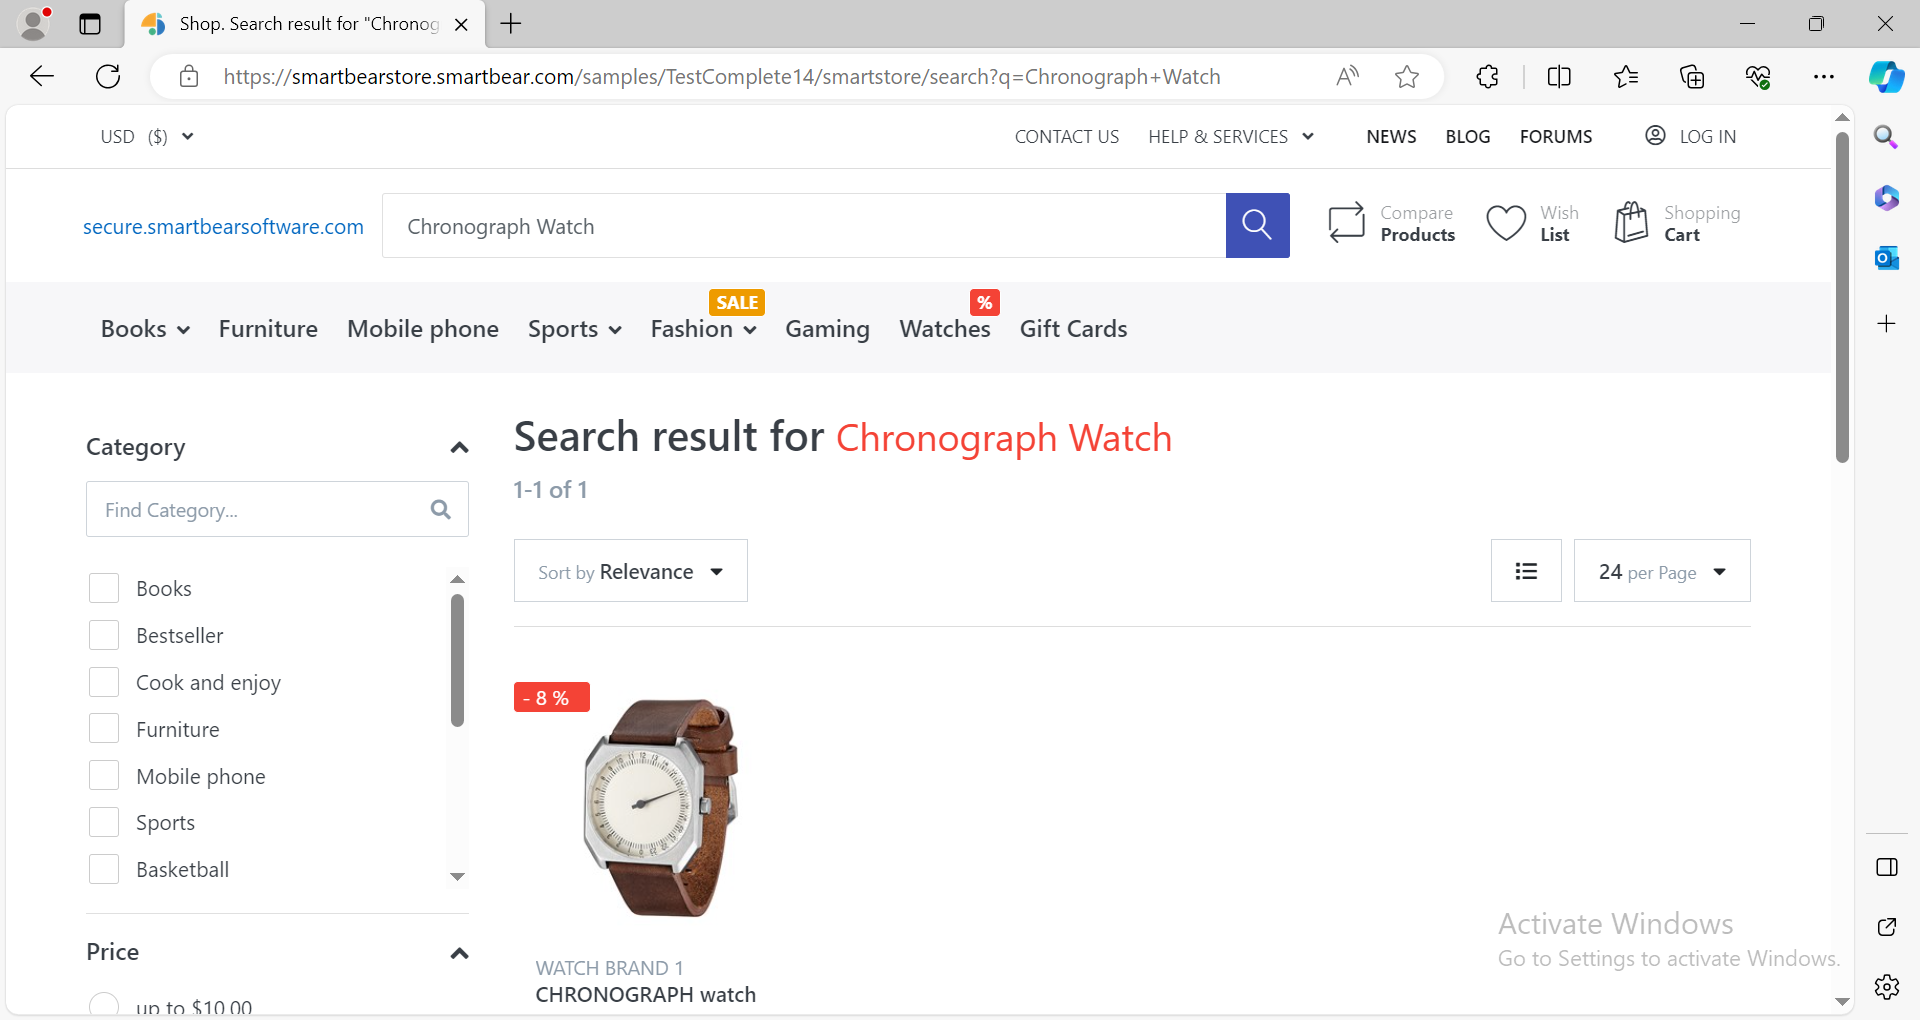 Shop. Search result for "Chronog
https://smartbearstore.smartbear.com/samples/TestComplete14/smartstore/search?q=Chronograph+Watch
USD ($)
CONTACT US
HELP & SERVICES
NEWS
BLOG
FORUMS
LOG IN
secure.smartbearsoftware.com
Chronograph Watch
Compare
Products
Wish
List
Shopping
Cart
SALE
%
Books
Furniture
Mobile phone
Sports
Fashion
Gaming
Watches
Gift Cards
Category
Find Category...
Books
Bestseller
Cook and enjoy
Furniture
Mobile phone
Sports
Basketball
Price
up to $10.00
Search result for Chronograph Watch
1-1 of 1
Sort by Relevance
24 per Page
- 8 %
WATCH BRAND 1
CHRONOGRAPH watch
Activate Windows
Go to Settings to activate Windows.